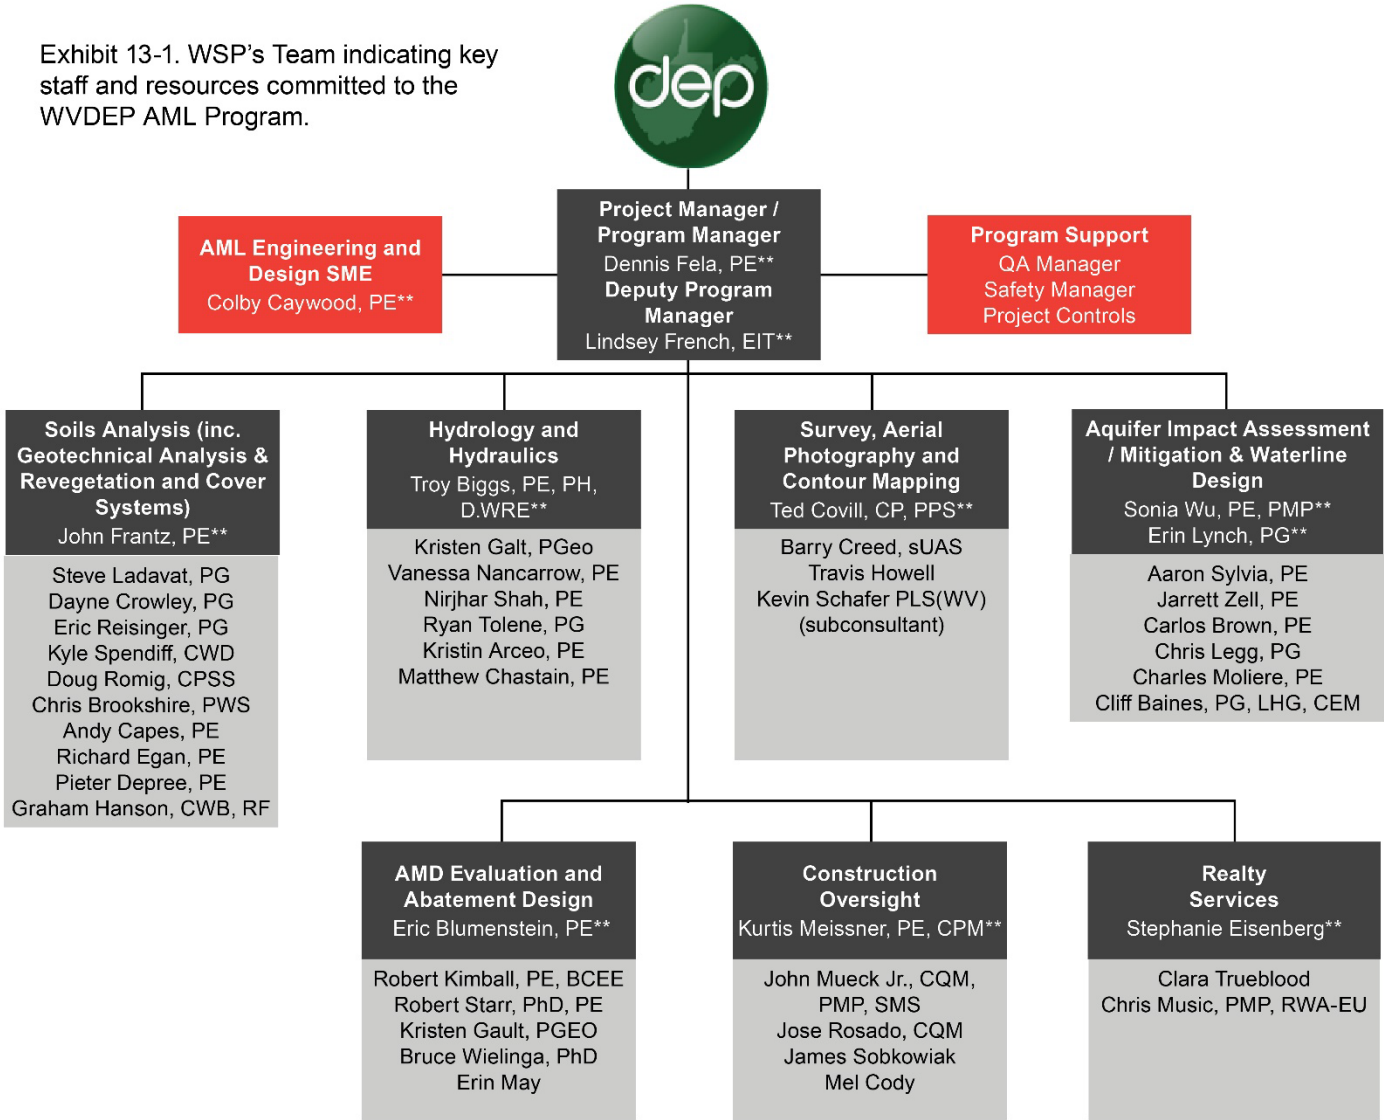 Exhibit 13-1. WSP's Team indicating key
staff and resources committed to the
WVDEP AML Program.
dep
Project Manager /
Program Manager
Dennis Fela, PE**
Deputy Program
Manager
Lindsey French, EIT**
AML Engineering and
Design SME
Colby Caywood, PE**
Program Support
QA Manager
Safety Manager
Project Controls
Soils Analysis (inc.
Geotechnical Analysis &
Revegetation and Cover
Systems)
John Frantz, PE**
Steve Ladavat, PG
Dayne Crowley, PG
Eric Reisinger, PG
Kyle Spendiff, CWD
Doug Romig, CPSS
Chris Brookshire, PWS
Andy Capes, PE
Richard Egan, PE
Pieter Depree, PE
Graham Hanson, CWB, RF
Hydrology and
Hydraulics
Troy Biggs, PE, PH,
D.WRE**
Kristen Galt, PGeo
Vanessa Nancarrow, PE
Nirjhar Shah, PE
Ryan Tolene, PG
Kristin Arceo, PE
Matthew Chastain, PE
Survey, Aerial
Photography and
Contour Mapping
Ted Covill, CP, PPS**
Barry Creed, sUAS
Travis Howell
Kevin Schafer PLS(WV)
(subconsultant)
Aquifer Impact Assessment
/ Mitigation & Waterline
Design
Sonia Wu, PE, PMP**
Erin Lynch, PG**
Aaron Sylvia, PE
Jarrett Zell, PE
Carlos Brown, PE
Chris Legg, PG
Charles Moliere, PE
Cliff Baines, PG, LHG, CEM
AMD Evaluation and
Abatement Design
Eric Blumenstein, PE**
Robert Kimball, PE, BCEE
Robert Starr, PhD, PE
Kristen Gault, PGEO
Bruce Wielinga, PhD
Erin May
Construction
Oversight
Kurtis Meissner, PE, CPM**
John Mueck Jr., CQM,
PMP, SMS
Jose Rosado, CQM
James Sobkowiak
Mel Cody
Realty
Services
Stephanie Eisenberg**
Clara Trueblood
Chris Music, PMP, RWA-EU